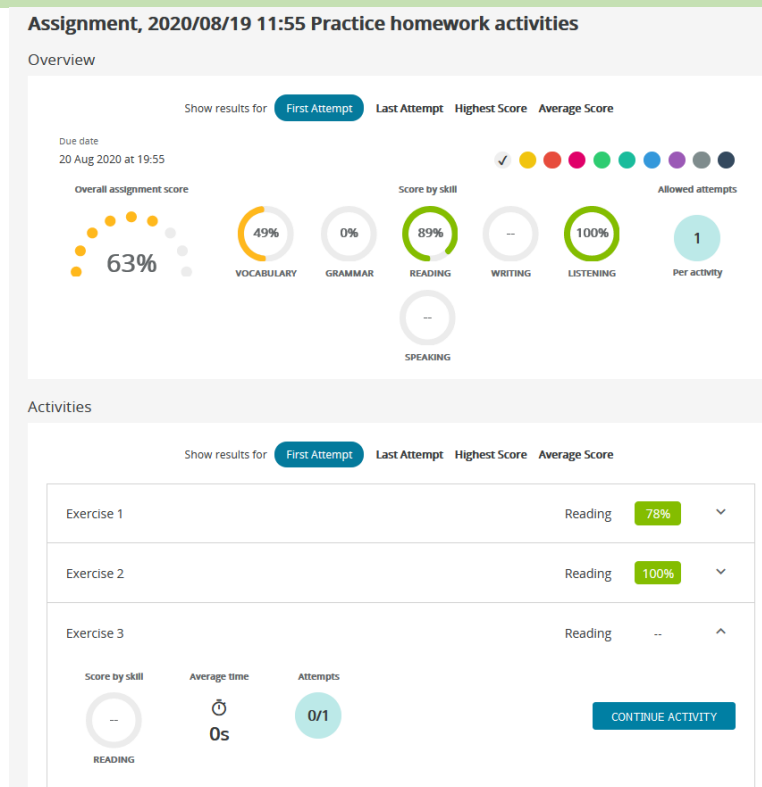 Assignment, 2020/08/19 11:55 Practice homework activities
Overview
Show results for First Attempt Last Attempt Highest Score Average Score
Due date
20 Aug 2020 at 19:55
Overall assignment score Score by skill Allowed attempts
63% 49% 0% 89% -- 100% 1
VOCABULARY GRAMMAR READING WRITING LISTENING Per activity
--
SPEAKING
Activities
Show results for First Attempt Last Attempt Highest Score Average Score
Exercise 1 Reading 78%
Exercise 2 Reading 100%
Exercise 3 Reading --
Score by skill Average time Attempts
-- 0s 0/1 CONTINUE ACTIVITY
READING